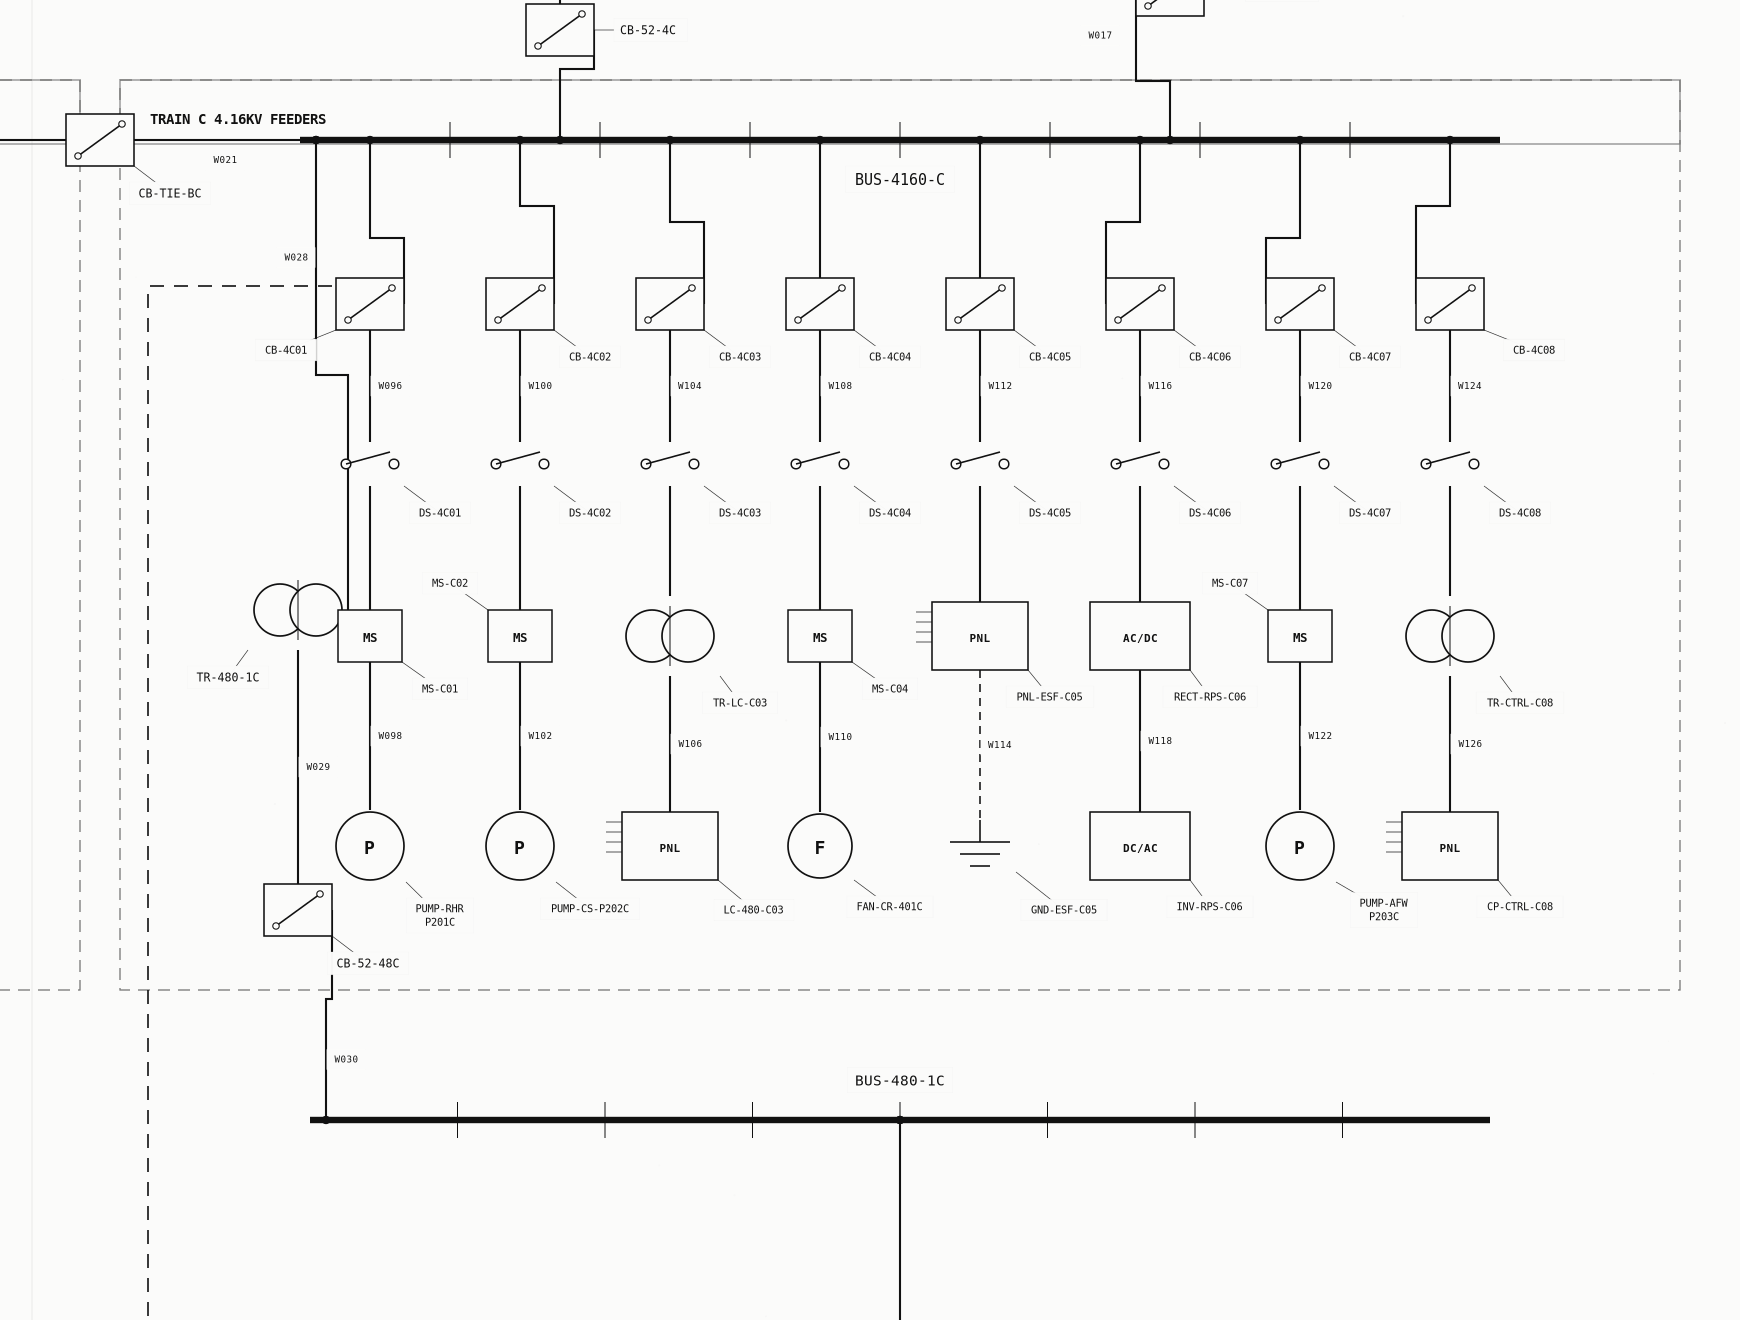 CB-52-4C
W017
TRAIN C 4.16KV FEEDERS
W021
CB-TIE-BC
BUS-4160-C
W028
CB-4C01
CB-4C02
CB-4C03
CB-4C04
CB-4C05
CB-4C06
CB-4C07
CB-4C08
W096
W100
W104
W108
W112
W116
W120
W124
DS-4C01
DS-4C02
DS-4C03
DS-4C04
DS-4C05
DS-4C06
DS-4C07
DS-4C08
MS-C02
MS-C07
MS
MS
MS
PNL
AC/DC
MS
TR-480-1C
MS-C01
TR-LC-C03
MS-C04
PNL-ESF-C05
RECT-RPS-C06
TR-CTRL-C08
W098
W102
W106
W110
W114
W118
W122
W126
W029
P
P
PNL
F
DC/AC
P
PNL
PUMP-RHR
P201C
PUMP-CS-P202C
LC-480-C03
FAN-CR-401C
GND-ESF-C05
INV-RPS-C06
PUMP-AFW
P203C
CP-CTRL-C08
CB-52-48C
W030
BUS-480-1C